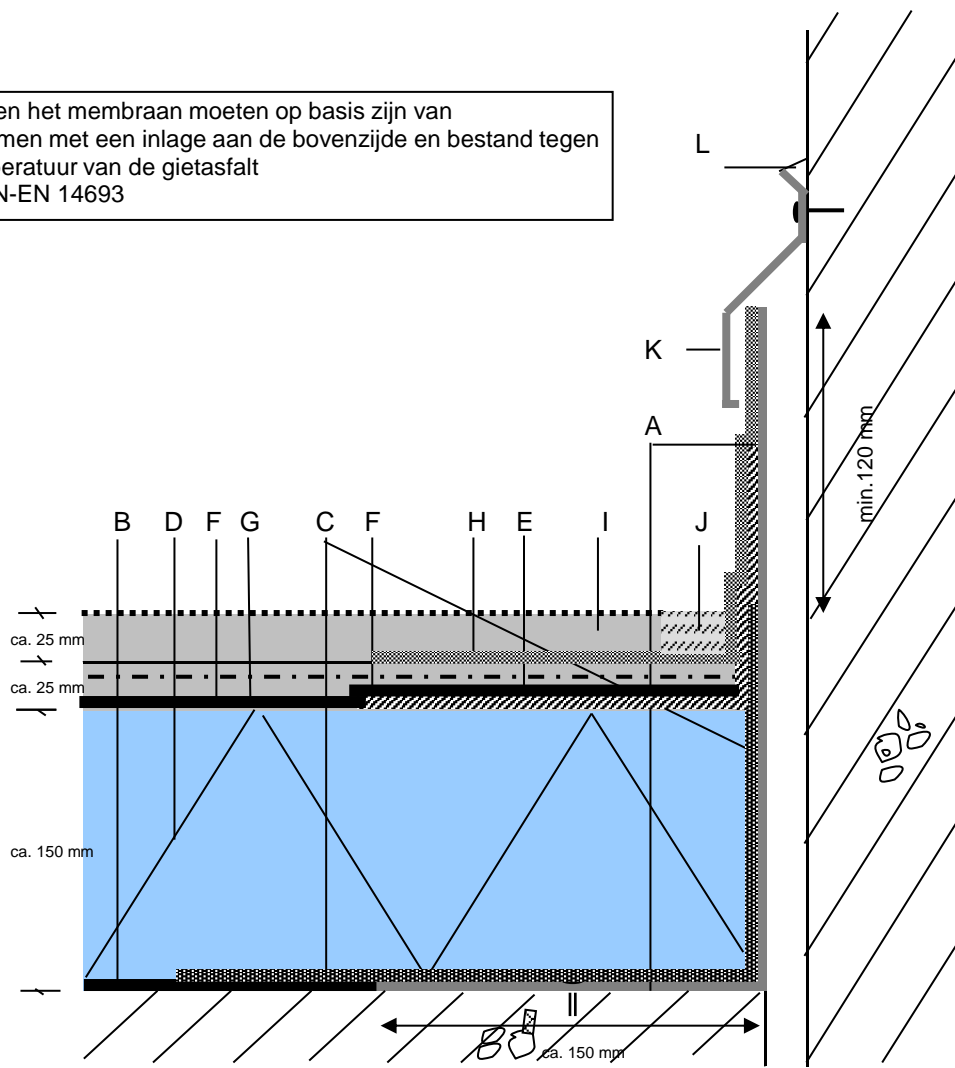 en het membraan moeten op basis zijn van
men met een inlage aan de bovenzijde en bestand tegen
peratuur van de gietasfalt
N-EN 14693
L
K
A
min.120 mm
B D F G C F H E I J
ca. 25 mm
ca. 25 mm
ca. 150 mm
ca. 150 mm